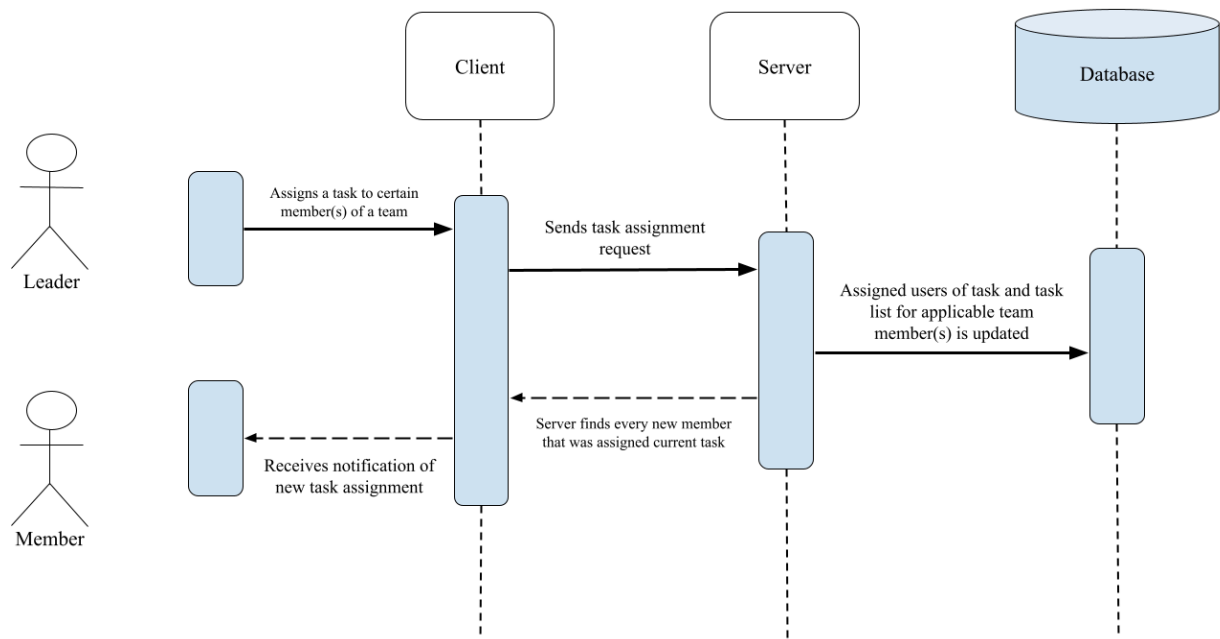 Client
Server
Database
Assigns a task to certain
member(s) of a team
Leader
Sends task assignment
request
Assigned users of task and task
list for applicable team
member(s) is updated
Server finds every new member
that was assigned current task
Receives notification of
new task assignment
Member